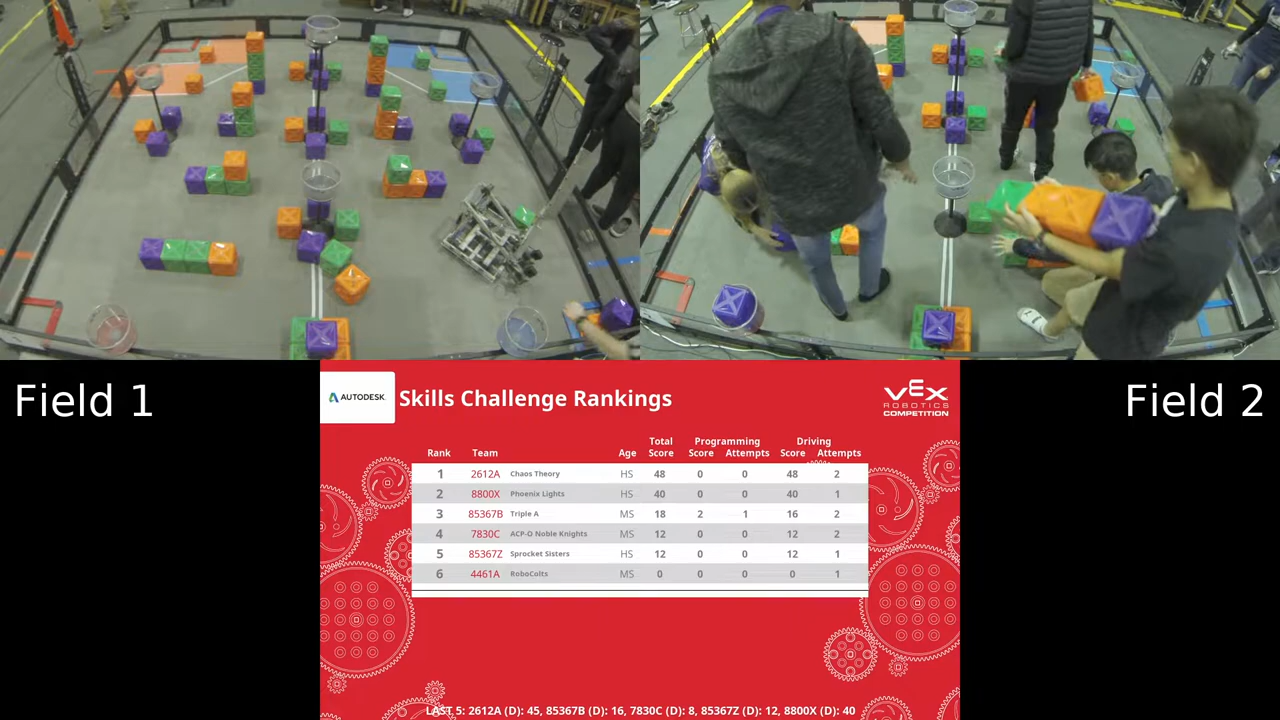 Field 1
Field 2
AUTODESK
Skills Challenge Rankings
VEX
ROBOTICS
COMPETITION
Total Programming Driving
Rank Team Age Score Score Attempts Score Attempts
1 2612A Chaos Theory HS 48 0 0 48 2
2 8800X Phoenix Lights HS 40 0 0 40 1
3 85367B Triple A MS 18 2 1 16 2
4 7830C ACP-O Noble Knights MS 12 0 0 12 2
5 85367Z Sprocket Sisters HS 12 0 0 12 1
6 4461A RoboColts MS 0 0 0 0 1
LAST 5: 2612A (D): 45, 85367B (D): 16, 7830C (D): 8, 85367Z (D): 12, 8800X (D): 40